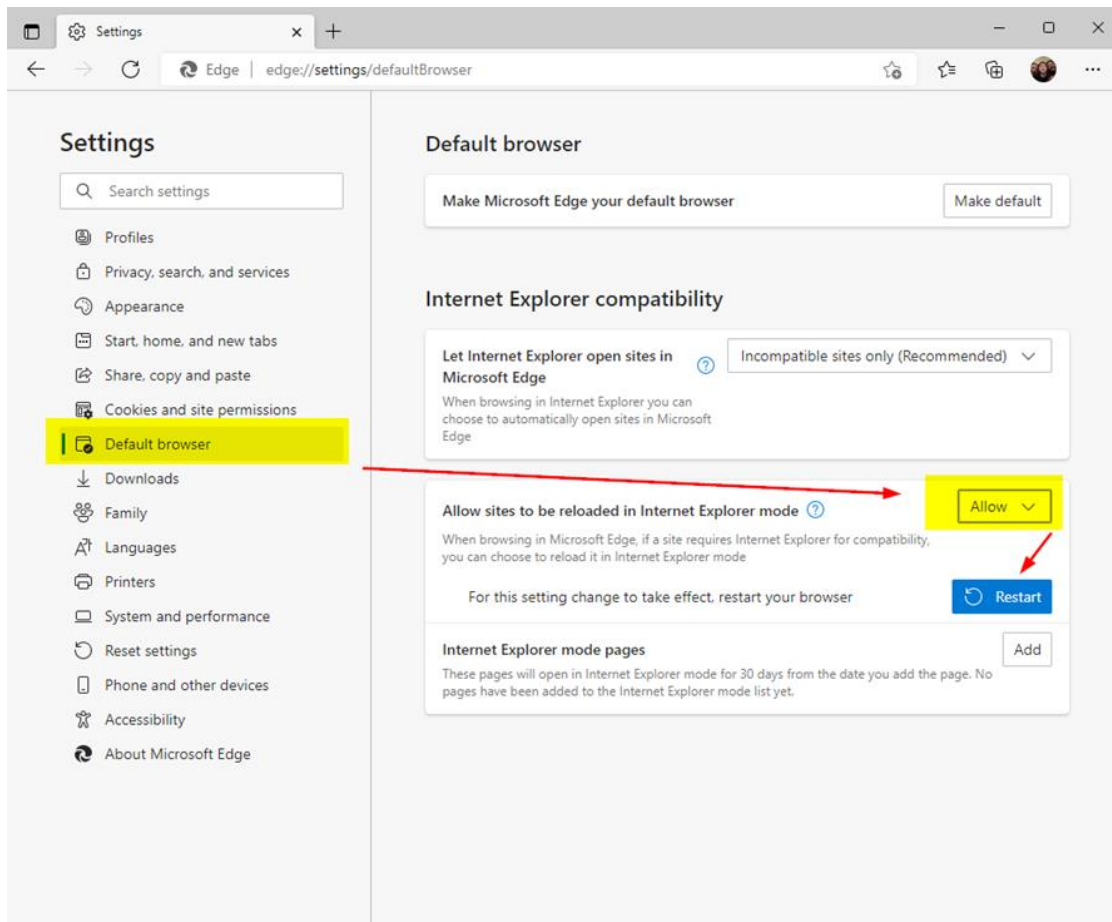 Settings
Edge | edge://settings/defaultBrowser
Settings
Search settings
Profiles
Privacy, search, and services
Appearance
Start, home, and new tabs
Share, copy and paste
Cookies and site permissions
Default browser
Downloads
Family
Languages
Printers
System and performance
Reset settings
Phone and other devices
Accessibility
About Microsoft Edge
Default browser
Make Microsoft Edge your default browser
Make default
Internet Explorer compatibility
Let Internet Explorer open sites in
Microsoft Edge
Incompatible sites only (Recommended)
When browsing in Internet Explorer you can
choose to automatically open sites in Microsoft
Edge
Allow sites to be reloaded in Internet Explorer mode
Allow
When browsing in Microsoft Edge, if a site requires Internet Explorer for compatibility,
you can choose to reload it in Internet Explorer mode
For this setting change to take effect, restart your browser
Restart
Internet Explorer mode pages
Add
These pages will open in Internet Explorer mode for 30 days from the date you add the page. No
pages have been added to the Internet Explorer mode list yet.